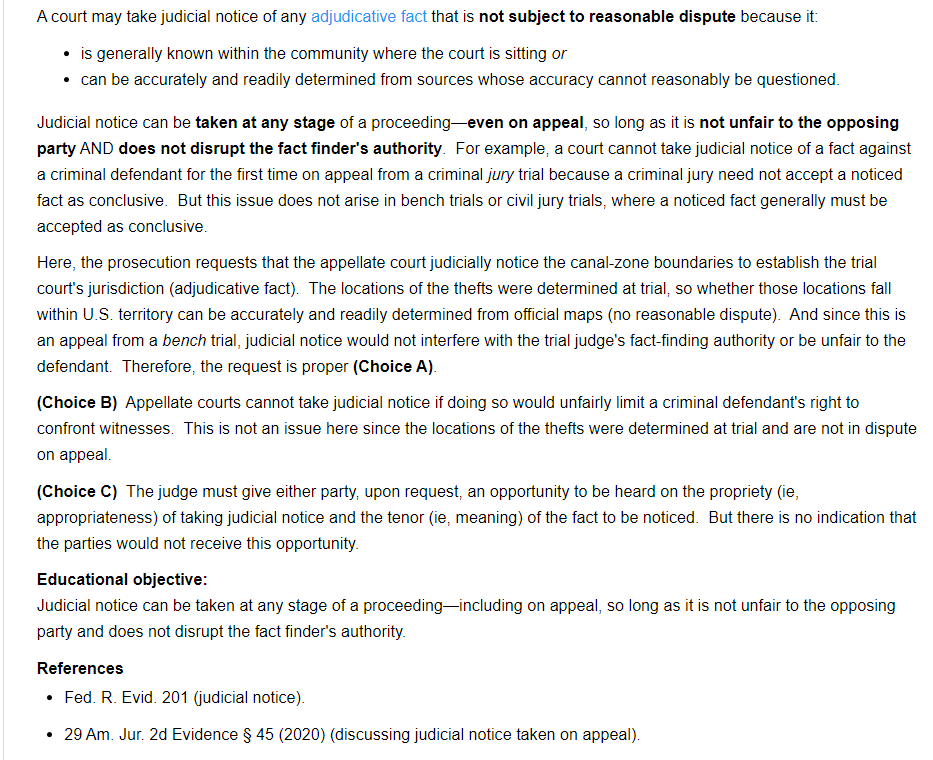 A court may take judicial notice of any adjudicative fact that is not subject to reasonable dispute because it:
• is generally known within the community where the court is sitting or
• can be accurately and readily determined from sources whose accuracy cannot reasonably be questioned.
Judicial notice can be taken at any stage of a proceeding—even on appeal, so long as it is not unfair to the opposing
party AND does not disrupt the fact finder's authority. For example, a court cannot take judicial notice of a fact against
a criminal defendant for the first time on appeal from a criminal jury trial because a criminal jury need not accept a noticed
fact as conclusive. But this issue does not arise in bench trials or civil jury trials, where a noticed fact generally must be
accepted as conclusive.
Here, the prosecution requests that the appellate court judicially notice the canal-zone boundaries to establish the trial
court's jurisdiction (adjudicative fact). The locations of the thefts were determined at trial, so whether those locations fall
within U.S. territory can be accurately and readily determined from official maps (no reasonable dispute). And since this is
an appeal from a bench trial, judicial notice would not interfere with the trial judge's fact-finding authority or be unfair to the
defendant. Therefore, the request is proper (Choice A).
(Choice B) Appellate courts cannot take judicial notice if doing so would unfairly limit a criminal defendant's right to
confront witnesses. This is not an issue here since the locations of the thefts were determined at trial and are not in dispute
on appeal.
(Choice C) The judge must give either party, upon request, an opportunity to be heard on the propriety (ie,
appropriateness) of taking judicial notice and the tenor (ie, meaning) of the fact to be noticed. But there is no indication that
the parties would not receive this opportunity.
Educational objective:
Judicial notice can be taken at any stage of a proceeding—including on appeal, so long as it is not unfair to the opposing
party and does not disrupt the fact finder's authority.
References
• Fed. R. Evid. 201 (judicial notice).
• 29 Am. Jur. 2d Evidence § 45 (2020) (discussing judicial notice taken on appeal).